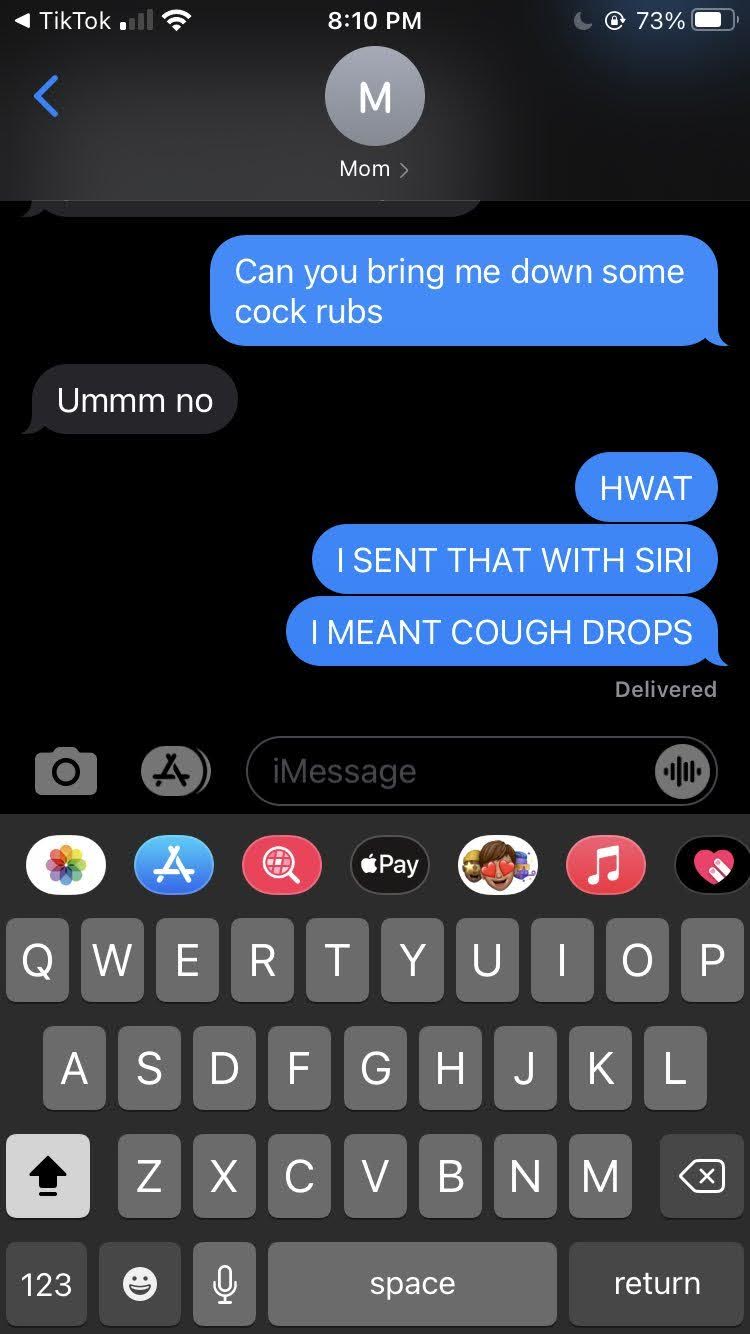 ◀ TikTok 8:10 PM 73%
M
Mom >
Can you bring me down some
cock rubs
Ummm no
HWAT
I SENT THAT WITH SIRI
I MEANT COUGH DROPS
Delivered
iMessage
Pay
Q W E R T Y U I O P
A S D F G H J K L
Z X C V B N M
123 space return